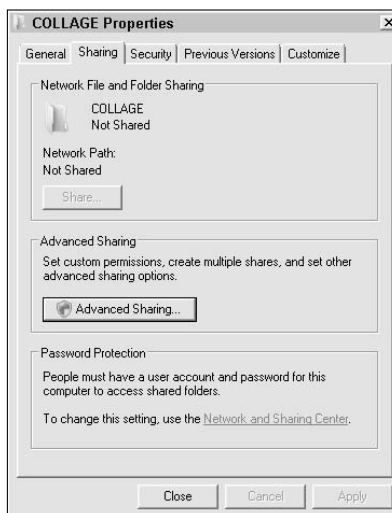 COLLAGE Properties
General
Sharing
Security
Previous Versions
Customize
Network File and Folder Sharing
COLLAGE
Not Shared
Network Path:
Not Shared
Share...
Advanced Sharing
Set custom permissions, create multiple shares, and set other
advanced sharing options.
Advanced Sharing...
Password Protection
People must have a user account and password for this
computer to access shared folders.
To change this setting, use the Network and Sharing Center.
Close
Cancel
Apply